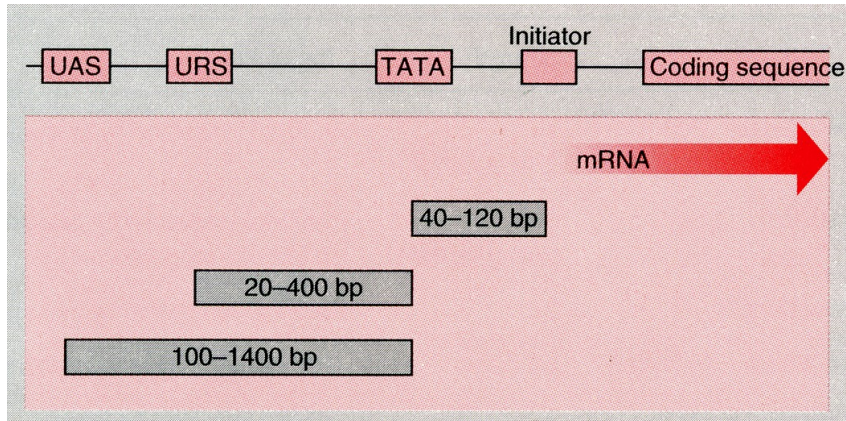 Initiator
UAS URS TATA Coding sequence
mRNA
40–120 bp
20–400 bp
100–1400 bp